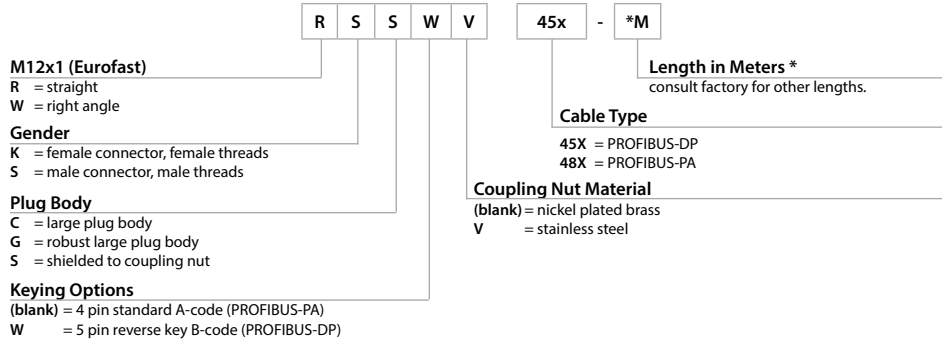 R S S W V 45x - *M
M12x1 (Eurofast)
R = straight
W = right angle
Gender
K = female connector, female threads
S = male connector, male threads
Plug Body
C = large plug body
G = robust large plug body
S = shielded to coupling nut
Keying Options
(blank) = 4 pin standard A-code (PROFIBUS-PA)
W = 5 pin reverse key B-code (PROFIBUS-DP)
Length in Meters *
consult factory for other lengths.
Cable Type
45X = PROFIBUS-DP
48X = PROFIBUS-PA
Coupling Nut Material
(blank) = nickel plated brass
V = stainless steel